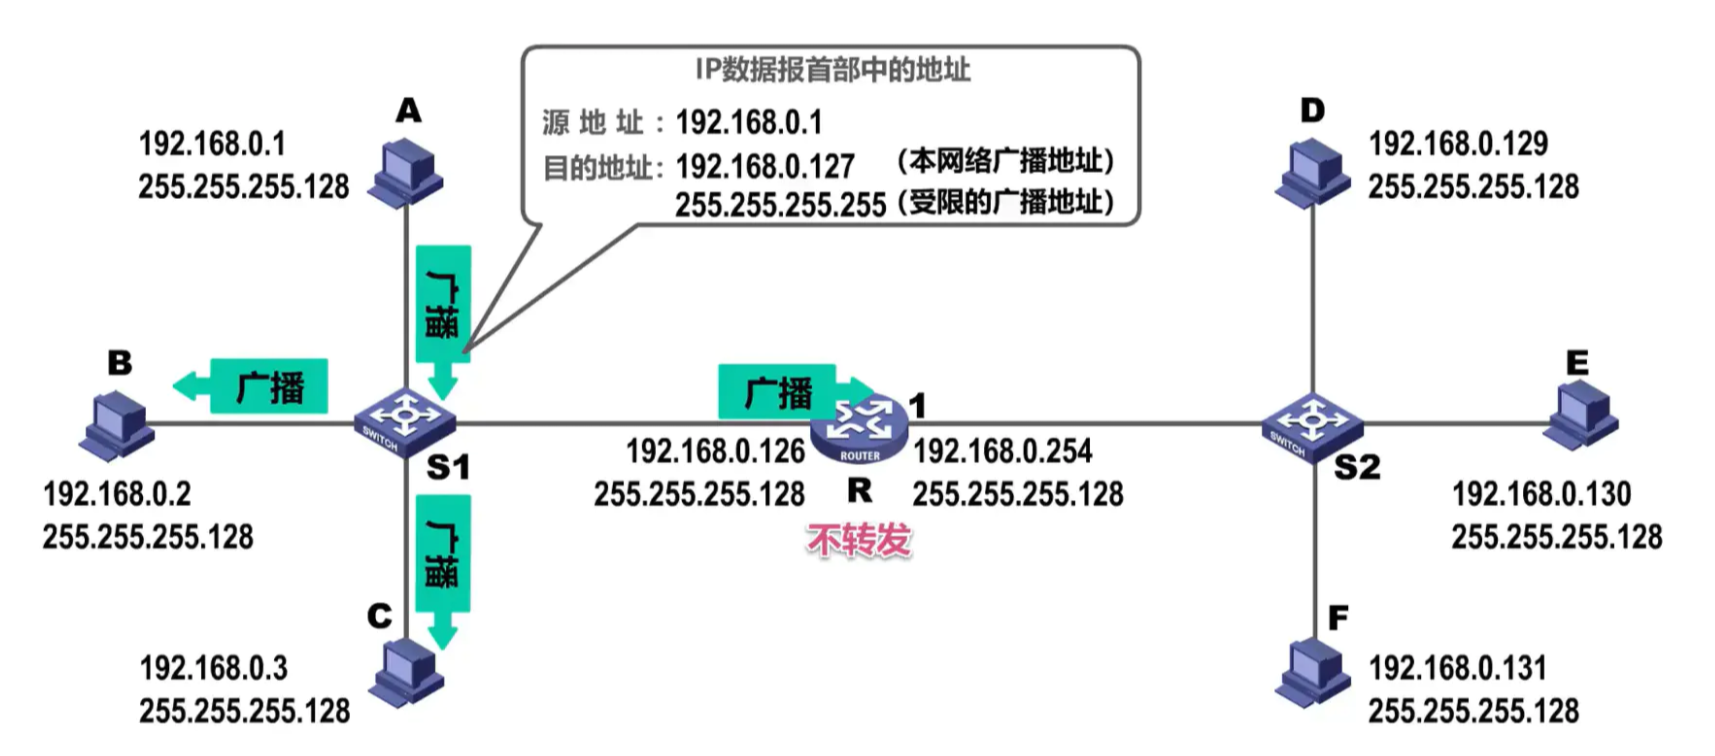 IP数据报首部中的地址
源 地 址 : 192.168.0.1
目的地址: 192.168.0.127 (本网络广播地址)
255.255.255.255 (受限的广播地址)
A
192.168.0.1
255.255.255.128
D
192.168.0.129
255.255.255.128
广播
B
广播
SWITCH
S1
192.168.0.2
255.255.255.128
广播
ROUTER
1
192.168.0.126
255.255.255.128
R
192.168.0.254
255.255.255.128
不转发
SWITCH
S2
E
192.168.0.130
255.255.255.128
广播
C
192.168.0.3
255.255.255.128
F
192.168.0.131
255.255.255.128